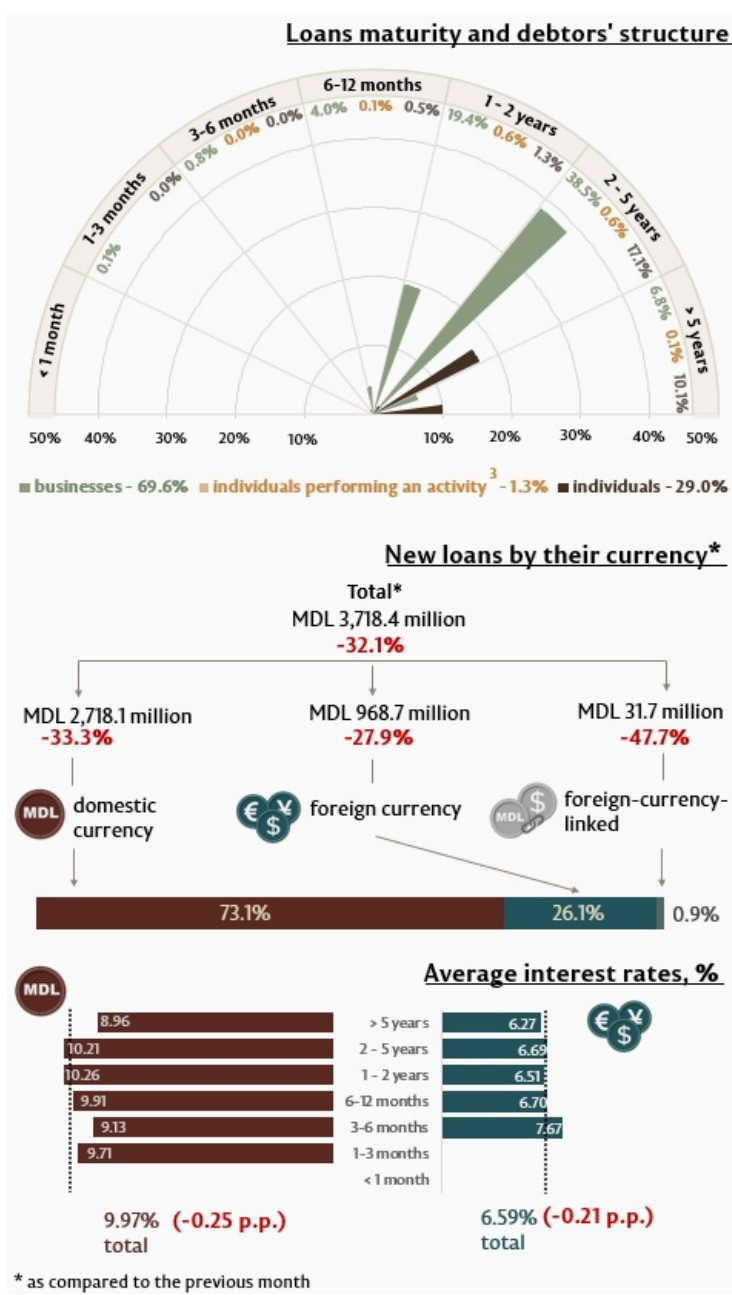 Loans maturity and debtors' structure
< 1 month
1-3 months
3-6 months
6-12 months
1 - 2 years
2 - 5 years
> 5 years
0.1%
0.0%
0.8%
0.0%
0.0%
4.0%
0.1%
0.5%
19.4%
0.6%
1.3%
38.5%
0.6%
17.1%
6.8%
0.1%
10.1%
50% 40% 30% 20% 10% 10% 20% 30% 40% 50%
businesses - 69.6% individuals performing an activity 3 - 1.3% individuals - 29.0%
New loans by their currency*
Total*
MDL 3,718.4 million
-32.1%
MDL 2,718.1 million MDL 968.7 million MDL 31.7 million
-33.3% -27.9% -47.7%
MDL domestic currency
€ ¥ $ foreign currency
MDL $ foreign-currency-
linked
73.1% 26.1% 0.9%
Average interest rates, %
MDL
€ ¥ $
8.96 > 5 years 6.27
10.21 2 - 5 years 6.69
10.26 1 - 2 years 6.51
9.91 6-12 months 6.70
9.13 3-6 months 7.67
9.71 1-3 months
< 1 month
9.97% (-0.25 p.p.) 6.59% (-0.21 p.p.)
total total
* as compared to the previous month